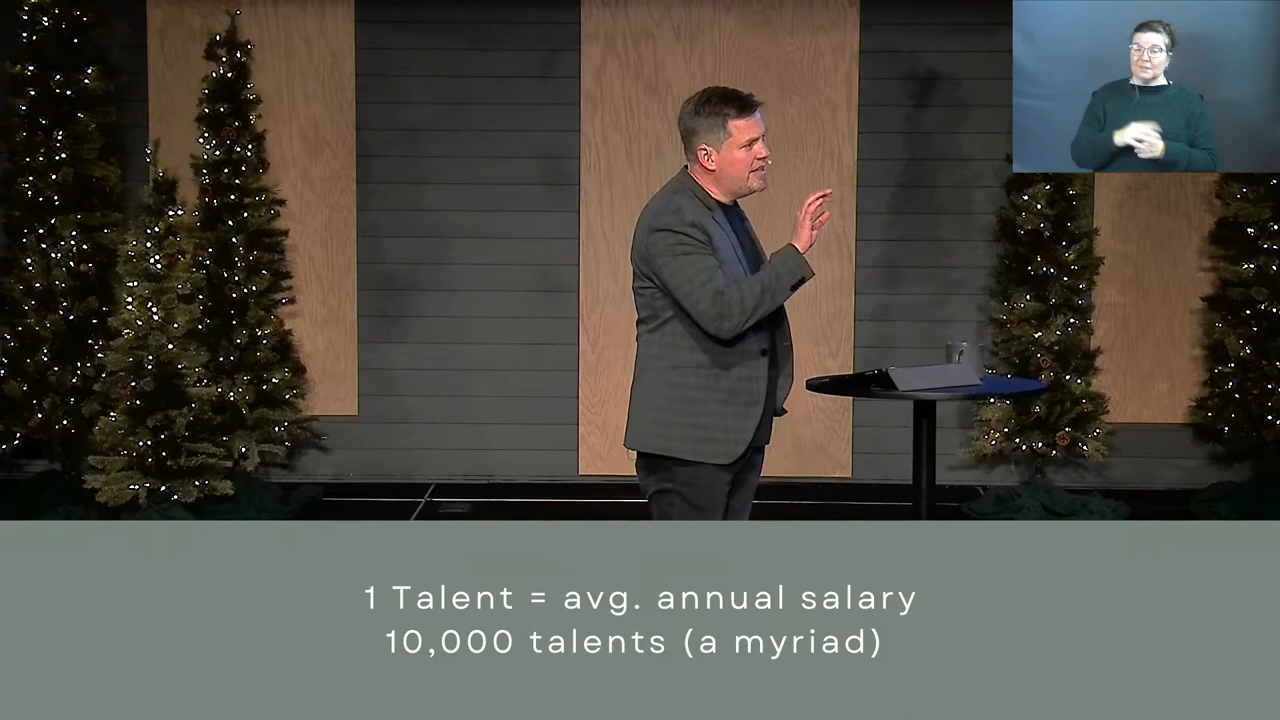 1 Talent = avg. annual salary
10,000 talents (a myriad)